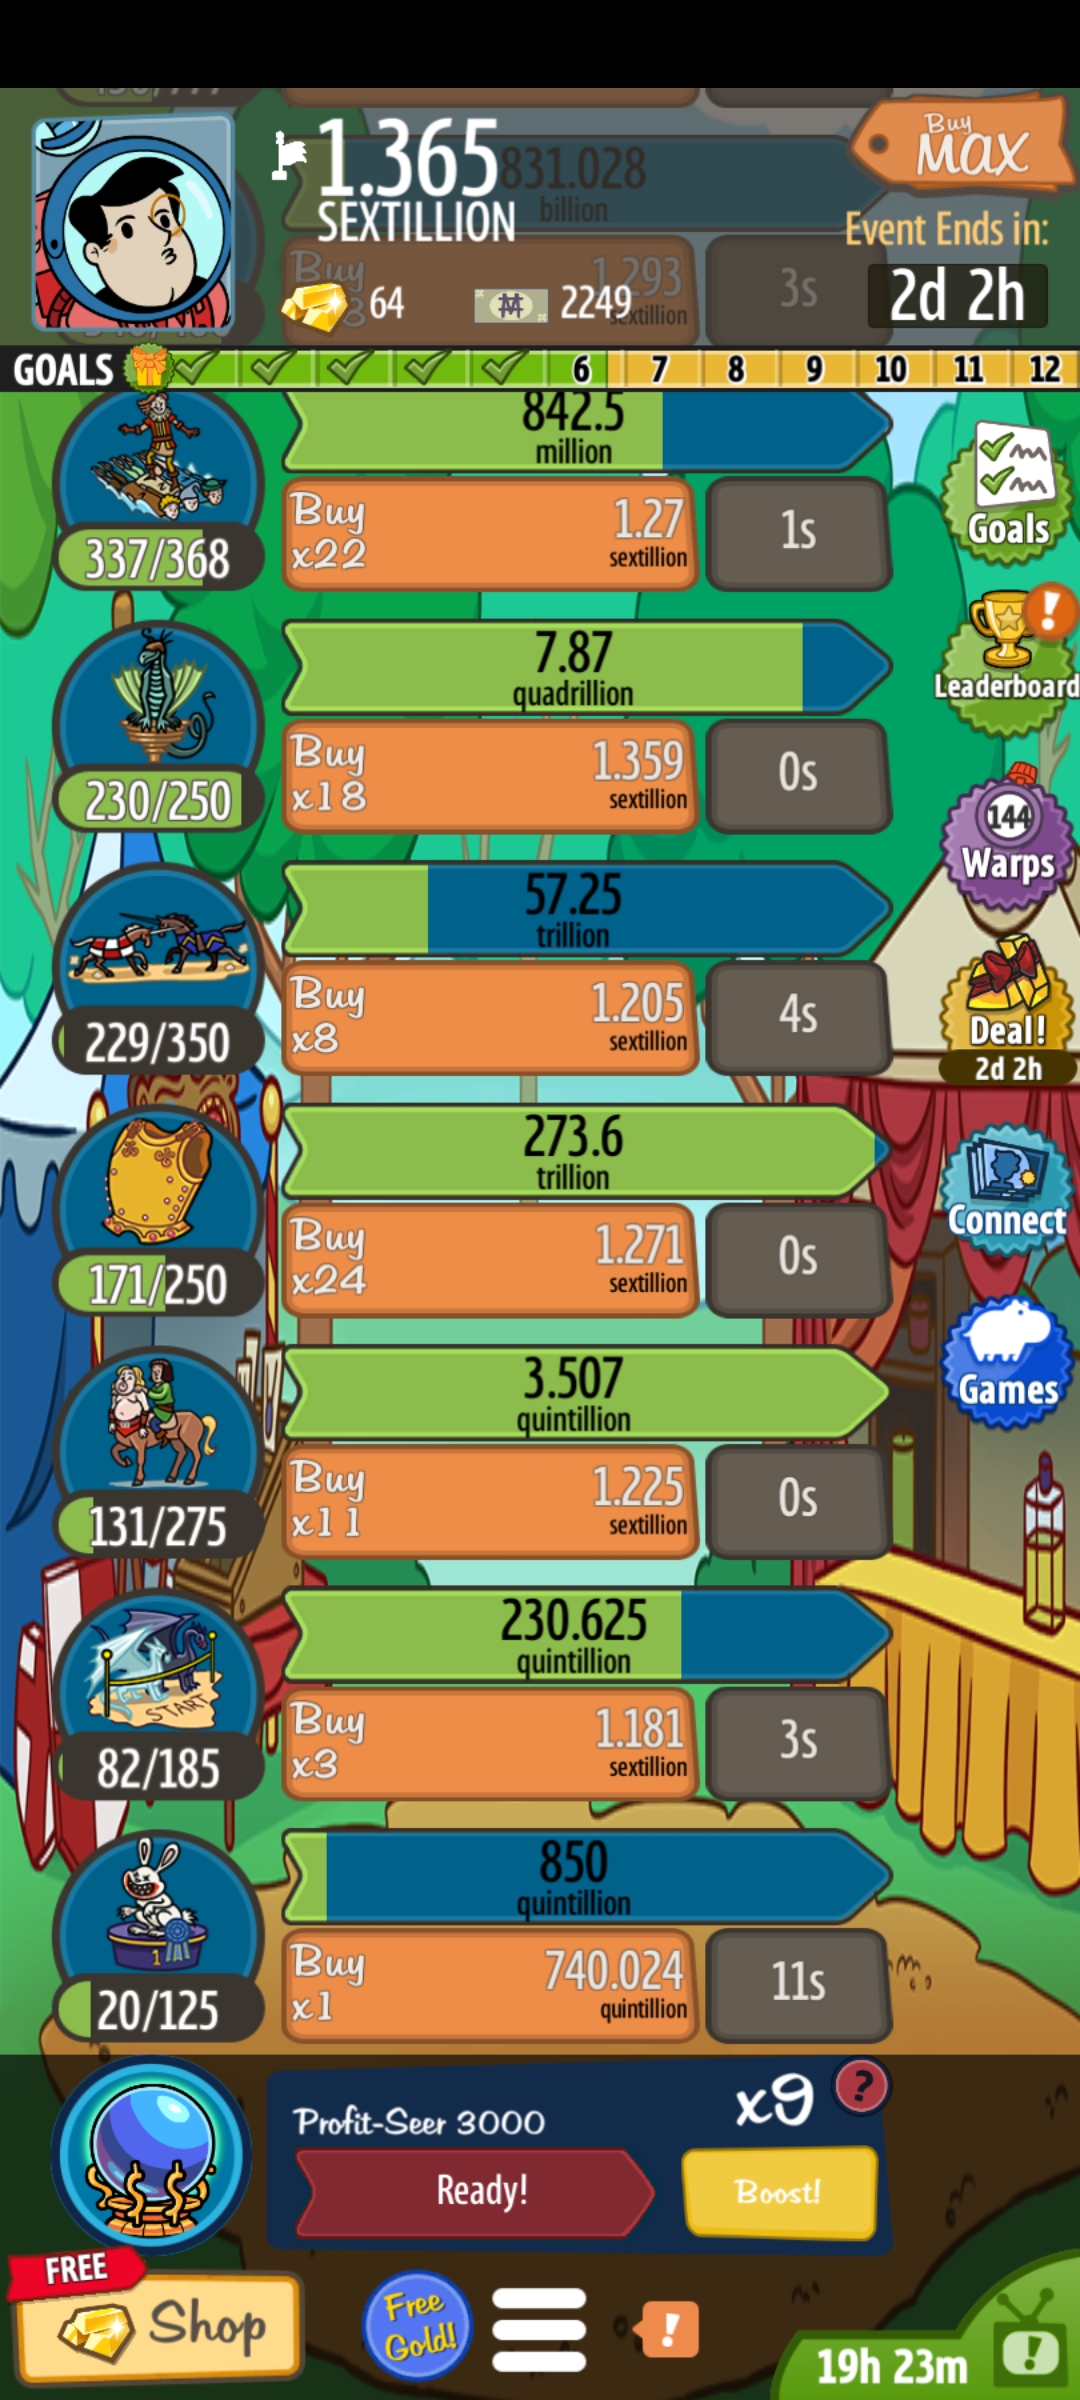 1.365
SEXTILLION
831.028
billion
Buy
MAX
Event Ends in:
2d 2h
64
2249
Buy
1.293
sextillion
3s
GOALS
6 7 8 9 10 11 12
842.5
million
337/368
Buy
x22
1.27
sextillion
1s
Goals
7.87
quadrillion
230/250
Buy
x18
1.359
sextillion
0s
Leaderboard
57.25
trillion
229/350
Buy
x8
1.205
sextillion
4s
144
Warps
Deal!
2d 2h
273.6
trillion
171/250
Buy
x24
1.271
sextillion
0s
Connect
3.507
quintillion
131/275
Buy
x11
1.225
sextillion
0s
Games
230.625
quintillion
START
82/185
Buy
x3
1.181
sextillion
3s
850
quintillion
1
20/125
Buy
x1
740.024
quintillion
11s
Profit-Seer 3000
x9
?
Ready!
Boost!
FREE
Shop
Free
Gold!
!
19h 23m
!